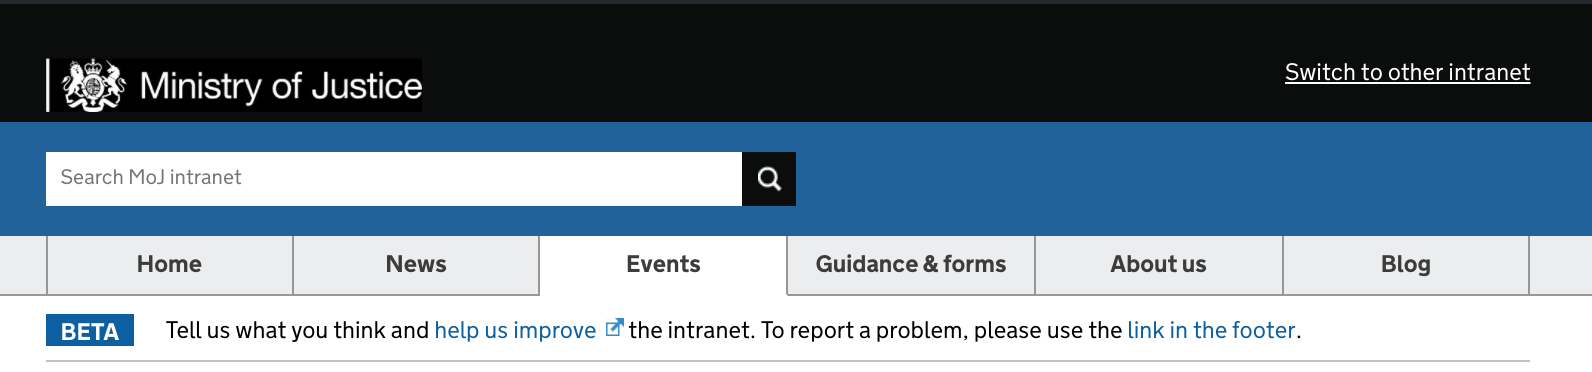 Ministry of Justice
Switch to other intranet
Search MoJ intranet
Home News Events Guidance & forms About us Blog
BETA Tell us what you think and help us improve the intranet. To report a problem, please use the link in the footer.